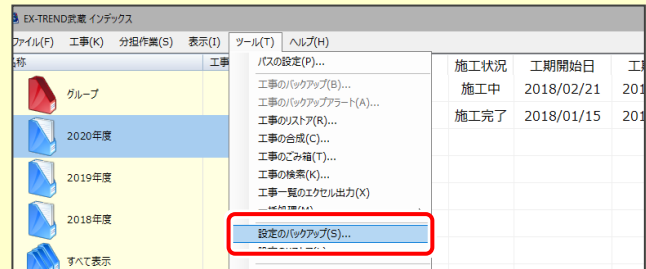 EX-TREND武蔵 インデックス
ファイル(F) 工事(K) 分担作業(S) 表示(I) ツール(T) ヘルプ(H)
名称 工事 施工状況 工期開始日 工期
グループ
2020年度
2019年度
2018年度
すべて表示
パスの設定(P)...
工事のバックアップ(B)...
工事のバックアップアラート(A)...
工事のリストア(R)...
工事の合成(C)...
工事のごみ箱(T)...
工事の検索(K)...
工事一覧のエクセル出力(X)
一括処理(M)
設定のバックアップ(S)...
施工中 2018/02/21 201
施工完了 2018/01/15 201